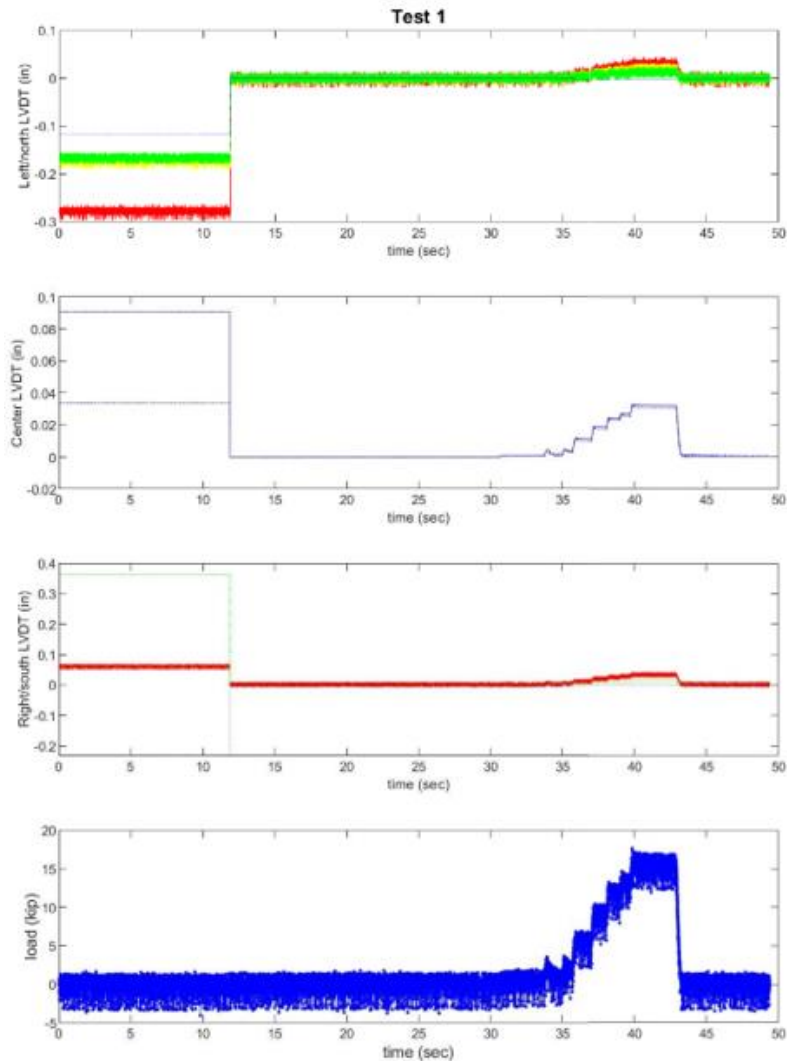 Test 1
0.1
0
-0.1
-0.2
-0.3
Left/north LVDT (in)
0 5 10 15 20 25 30 35 40 45 50
time (sec)
0.1
0.08
0.06
0.04
0.02
0
-0.02
Center LVDT (in)
0 5 10 15 20 25 30 35 40 45 50
time (sec)
0.4
0.3
0.2
0.1
0
-0.1
-0.2
Right/south LVDT (in)
0 5 10 15 20 25 30 35 40 45 50
time (sec)
20
15
10
5
0
-5
load (kip)
0 5 10 15 20 25 30 35 40 45 50
time (sec)